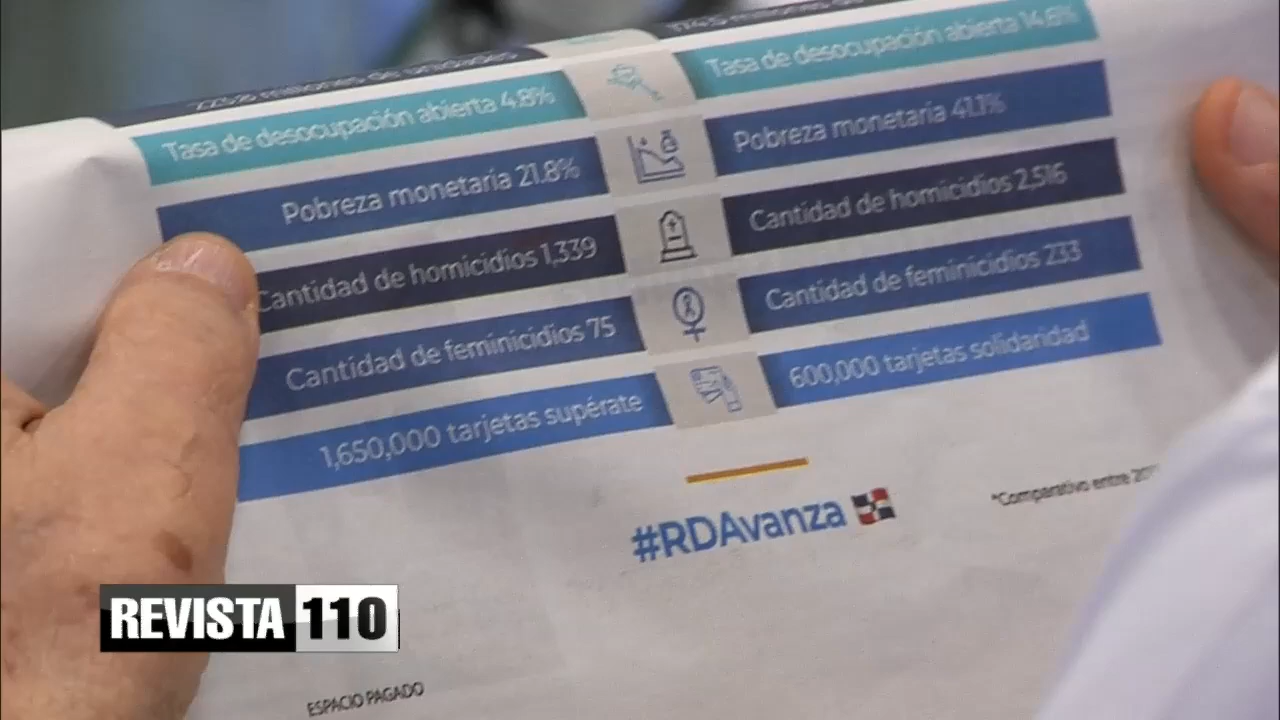 Tasa de desocupación abierta 4.8%
Tasa de desocupación abierta 14.6%
Pobreza monetaria 21.8%
Pobreza monetaria 41.1%
Cantidad de homicidios 1,339
Cantidad de homicidios 2,516
Cantidad de feminicidios 75
Cantidad de feminicidios 233
1,650,000 tarjetas supérate
600,000 tarjetas solidaridad
#RDAvanza
*Comparativo entre
REVISTA 110
ESPACIO PAGADO